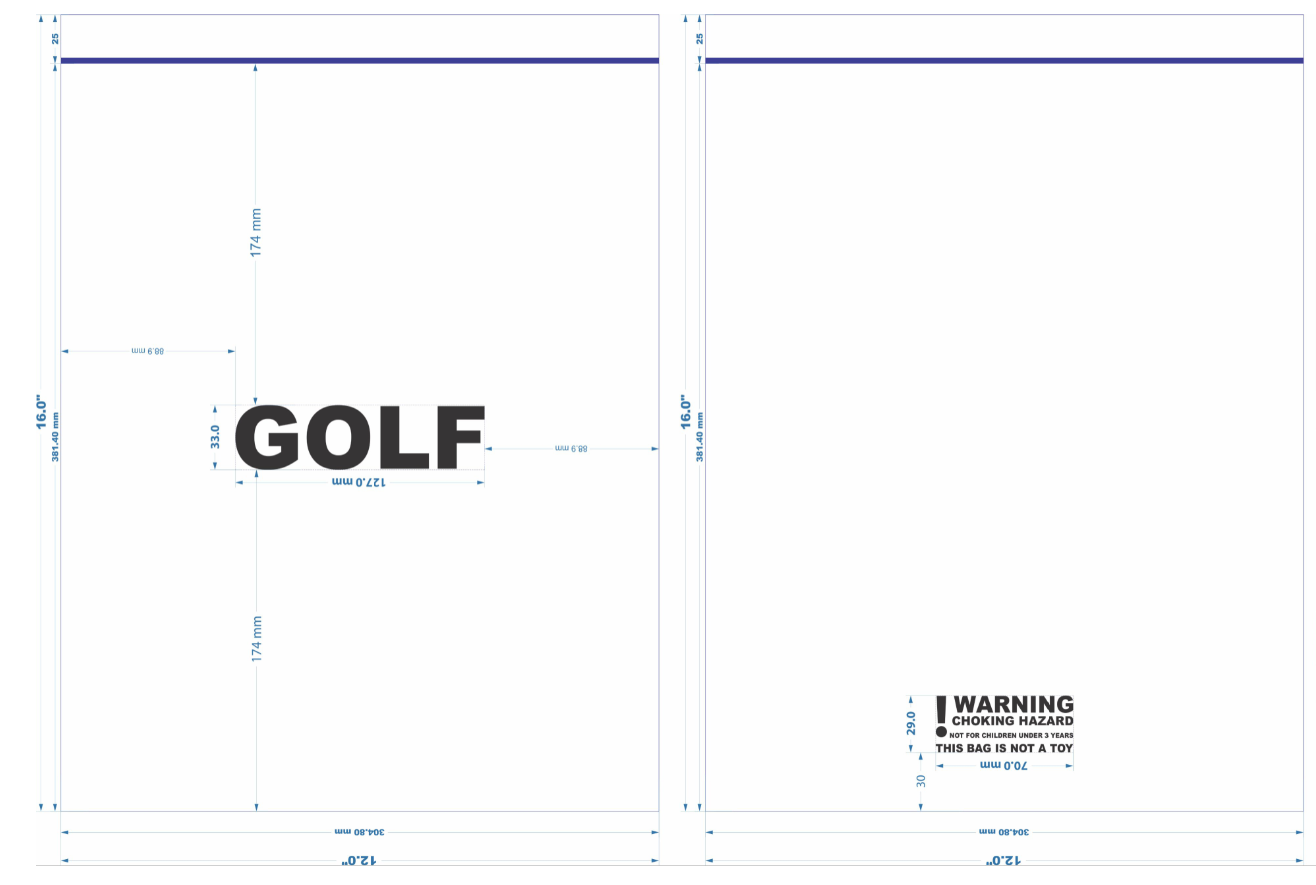 25
174 mm
88.9 mm
16.0"
381.40 mm
33.0
GOLF
88.9 mm
127.0 mm
174 mm
304.80 mm
12.0"
25
16.0"
381.40 mm
29.0
! WARNING
CHOKING HAZARD
NOT FOR CHILDREN UNDER 3 YEARS
THIS BAG IS NOT A TOY
70.0 mm
30
304.80 mm
12.0"